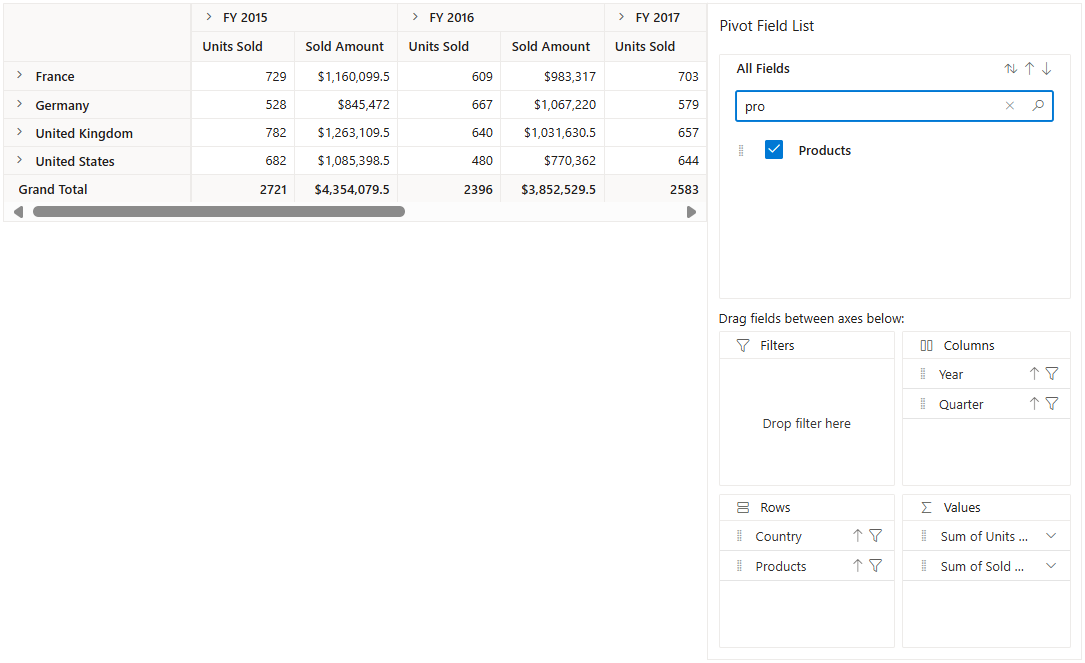 FY 2015 FY 2016 FY 2017
Units Sold Sold Amount Units Sold Sold Amount Units Sold
France 729 $1,160,099.5 609 $983,317 703
Germany 528 $845,472 667 $1,067,220 579
United Kingdom 782 $1,263,109.5 640 $1,031,630.5 657
United States 682 $1,085,398.5 480 $770,362 644
Grand Total 2721 $4,354,079.5 2396 $3,852,529.5 2583
Pivot Field List
All Fields
pro
Products
Drag fields between axes below:
Filters
Drop filter here
Columns
Year
Quarter
Rows
Country
Products
Values
Sum of Units ...
Sum of Sold ...